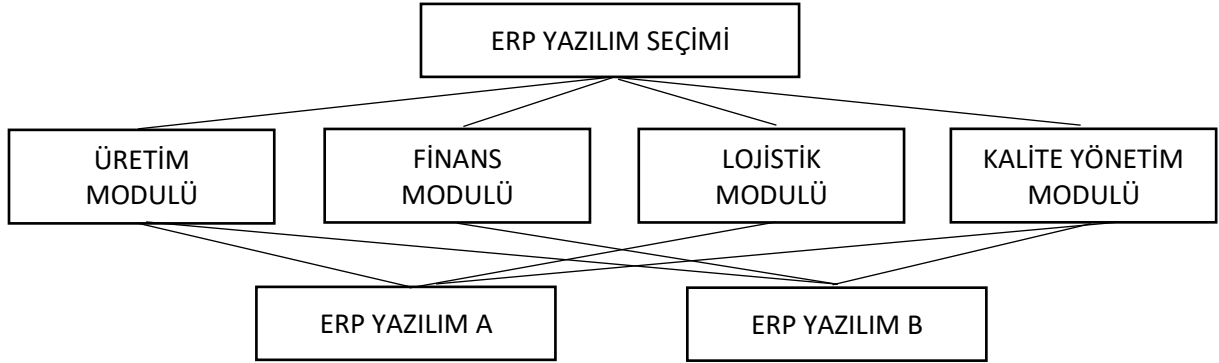 ERP YAZILIM SEÇİMİ
ÜRETİM
MODULÜ
FİNANS
MODULÜ
LOJİSTİK
MODULÜ
KALİTE YÖNETİM
MODULÜ
ERP YAZILIM A
ERP YAZILIM B